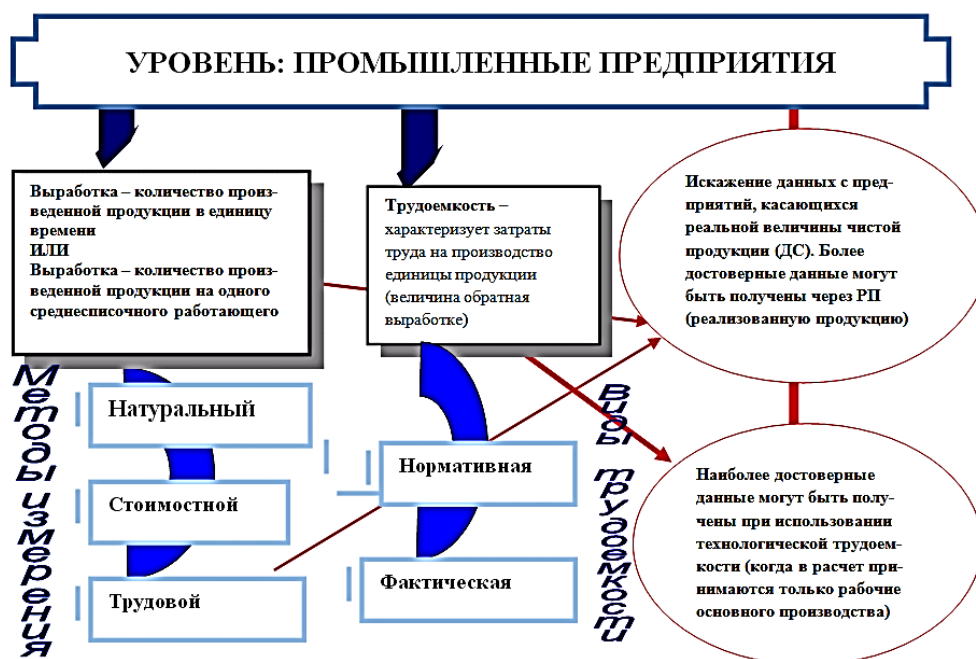 УРОВЕНЬ: ПРОМЫШЛЕННЫЕ ПРЕДПРИЯТИЯ
Выработка – количество произ-
веденной продукции в единицу
времени
ИЛИ
Выработка – количество произ-
веденной продукции на одного
среднесписочного работающего
Трудоемкость –
характеризует затраты
труда на производство
единицы продукции
(величина обратная
выработке)
Искажение данных с пред-
приятий, касающихся
реальной величины чистой
продукции (ДС). Более
достоверные данные могут
быть получены через РП
(реализованную продукцию)
Методы измерения
Натуральный
Стоимостной
Трудовой
Нормативная
Фактическая
Виды трудоемкости
Наиболее достоверные
данные могут быть полу-
чены при использовании
технологической трудоем-
кости (когда в расчет при-
нимаются только рабочие
основного производства)